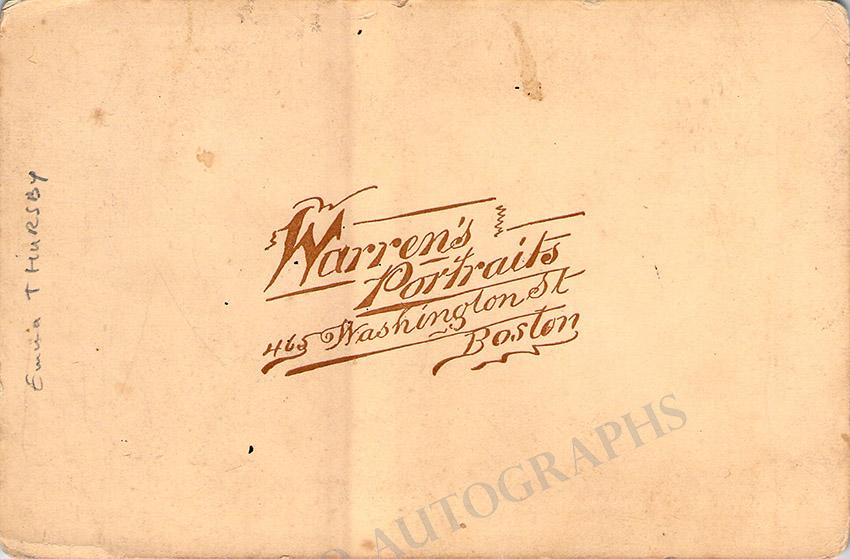 Emma THURSBY
Warren's
Portraits
465 Washington St
Boston
AUTOGRAPHS